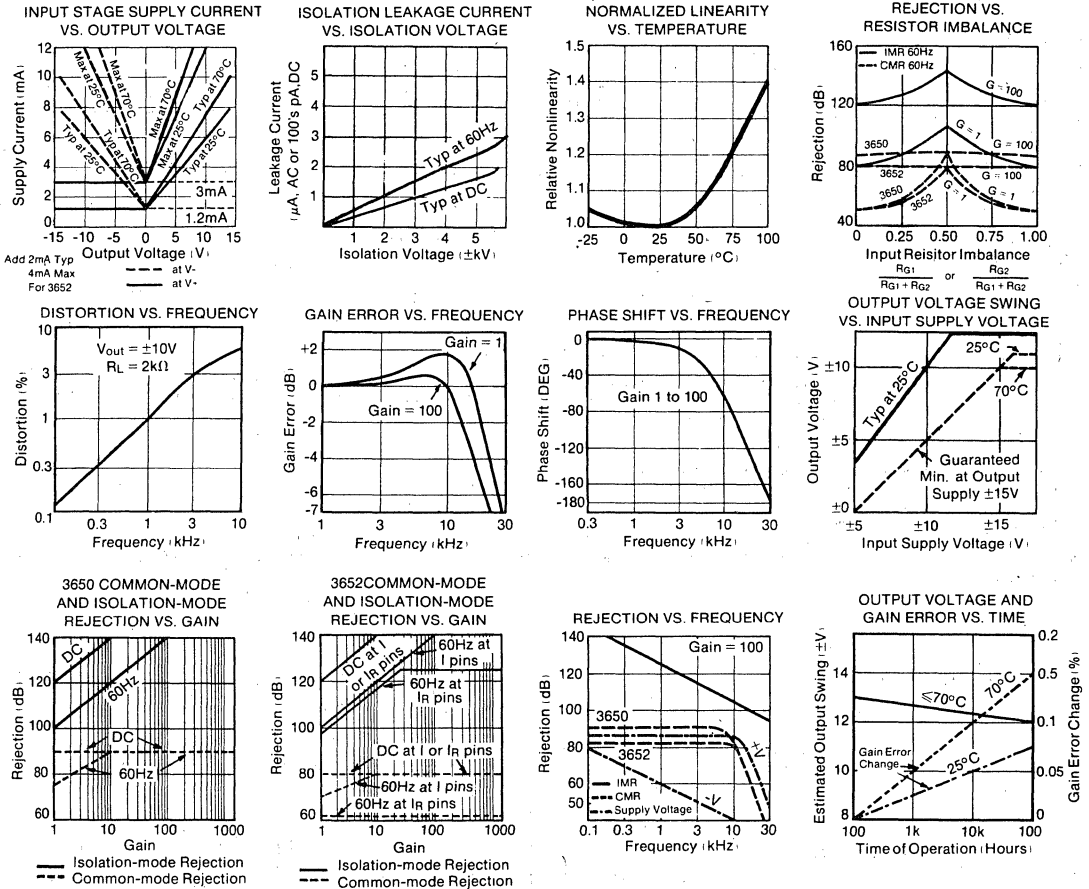 INPUT STAGE SUPPLY CURRENT
VS. OUTPUT VOLTAGE
Supply Current (mA)
12
10
8
6
4
2
0
-15 -10 -5 0 5 10 15
Output Voltage (V)
Max at 25°C
Max at 70°C
Typ at 25°C
Typ at 70°C
Max at 70°C
Max at 25°C
Typ at 70°C
Typ at 25°C
3mA
1.2mA
Add 2mA Typ
4mA Max
For 3652
at V-
at V+
ISOLATION LEAKAGE CURRENT
VS. ISOLATION VOLTAGE
Leakage Current
(µA, AC or 100's pA,DC
5
4
3
2
1
0 1 2 3 4 5 6
Isolation Voltage (±kV)
Typ at 60Hz
Typ at DC
NORMALIZED LINEARITY
VS. TEMPERATURE
Relative Nonlinearity
1.5
1.4
1.3
1.2
1.1
1.0
-25 0 25 50 75 100
Temperature (°C)
REJECTION VS.
RESISTOR IMBALANCE
Rejection (dB)
160
120
80
40
IMR 60Hz
CMR 60Hz
G = 100
G = 1
3650
G = 100
3652
G = 100
3650
3652
G = 1
G = 1
0 0.25 0.50 0.75 1.00
Input Reisitor Imbalance
RG1
RG1 + RG2
or
RG2
RG1 + RG2
DISTORTION VS. FREQUENCY
Distortion (%)
10
3
1
0.3
0.1
Vout = ±10V
RL = 2kΩ
0.3 1 3 10
Frequency (kHz)
GAIN ERROR VS. FREQUENCY
Gain Error (dB)
+2
0
-2
-4
-6
-7
Gain = 1
Gain = 100
1 3 10 30
Frequency (kHz)
PHASE SHIFT VS. FREQUENCY
Phase Shift (DEG)
0
-40
-80
-120
-160
-180
Gain 1 to 100
0.3 1 3 10 30
Frequency (kHz)
OUTPUT VOLTAGE SWING
VS. INPUT SUPPLY VOLTAGE
Output Voltage (V)
±10
±5
±0
Typ at 25°C
25°C
70°C
Guaranteed
Min. at Output
Supply ±15V
±5 ±10 ±15
Input Supply Voltage (V)
3650 COMMON-MODE
AND ISOLATION-MODE
REJECTION VS. GAIN
Rejection (dB)
140
120
100
80
60
DC
60Hz
DC
60Hz
1 10 100 1000
Gain
Isolation-mode Rejection
Common-mode Rejection
3652COMMON-MODE
AND ISOLATION-MODE
REJECTION VS. GAIN
Rejection (dB)
140
120
100
80
60
DC at I
or IR pins
60Hz at
I pins
60Hz at
IR pins
DC at I or IR pins
60Hz at I pins
60Hz at IR pins
1 10 100 1000
Gain
Isolation-mode Rejection
Common-mode Rejection
REJECTION VS. FREQUENCY
Rejection (dB)
140
130
110
90
70
50
Gain = 100
3650
3652
+V
-V
IMR
CMR
Supply Voltage
0.1 0.3 1 3 10 30
Frequency (kHz)
OUTPUT VOLTAGE AND
GAIN ERROR VS. TIME
Estimated Output Swing (±V)
14
12
10
8
≤70°C
70°C
Gain Error
Change
25°C
0.2
0.5
0.1
0.05
0
Gain Error Change (%)
100 1k 10k 100
Time of Operation (Hours)